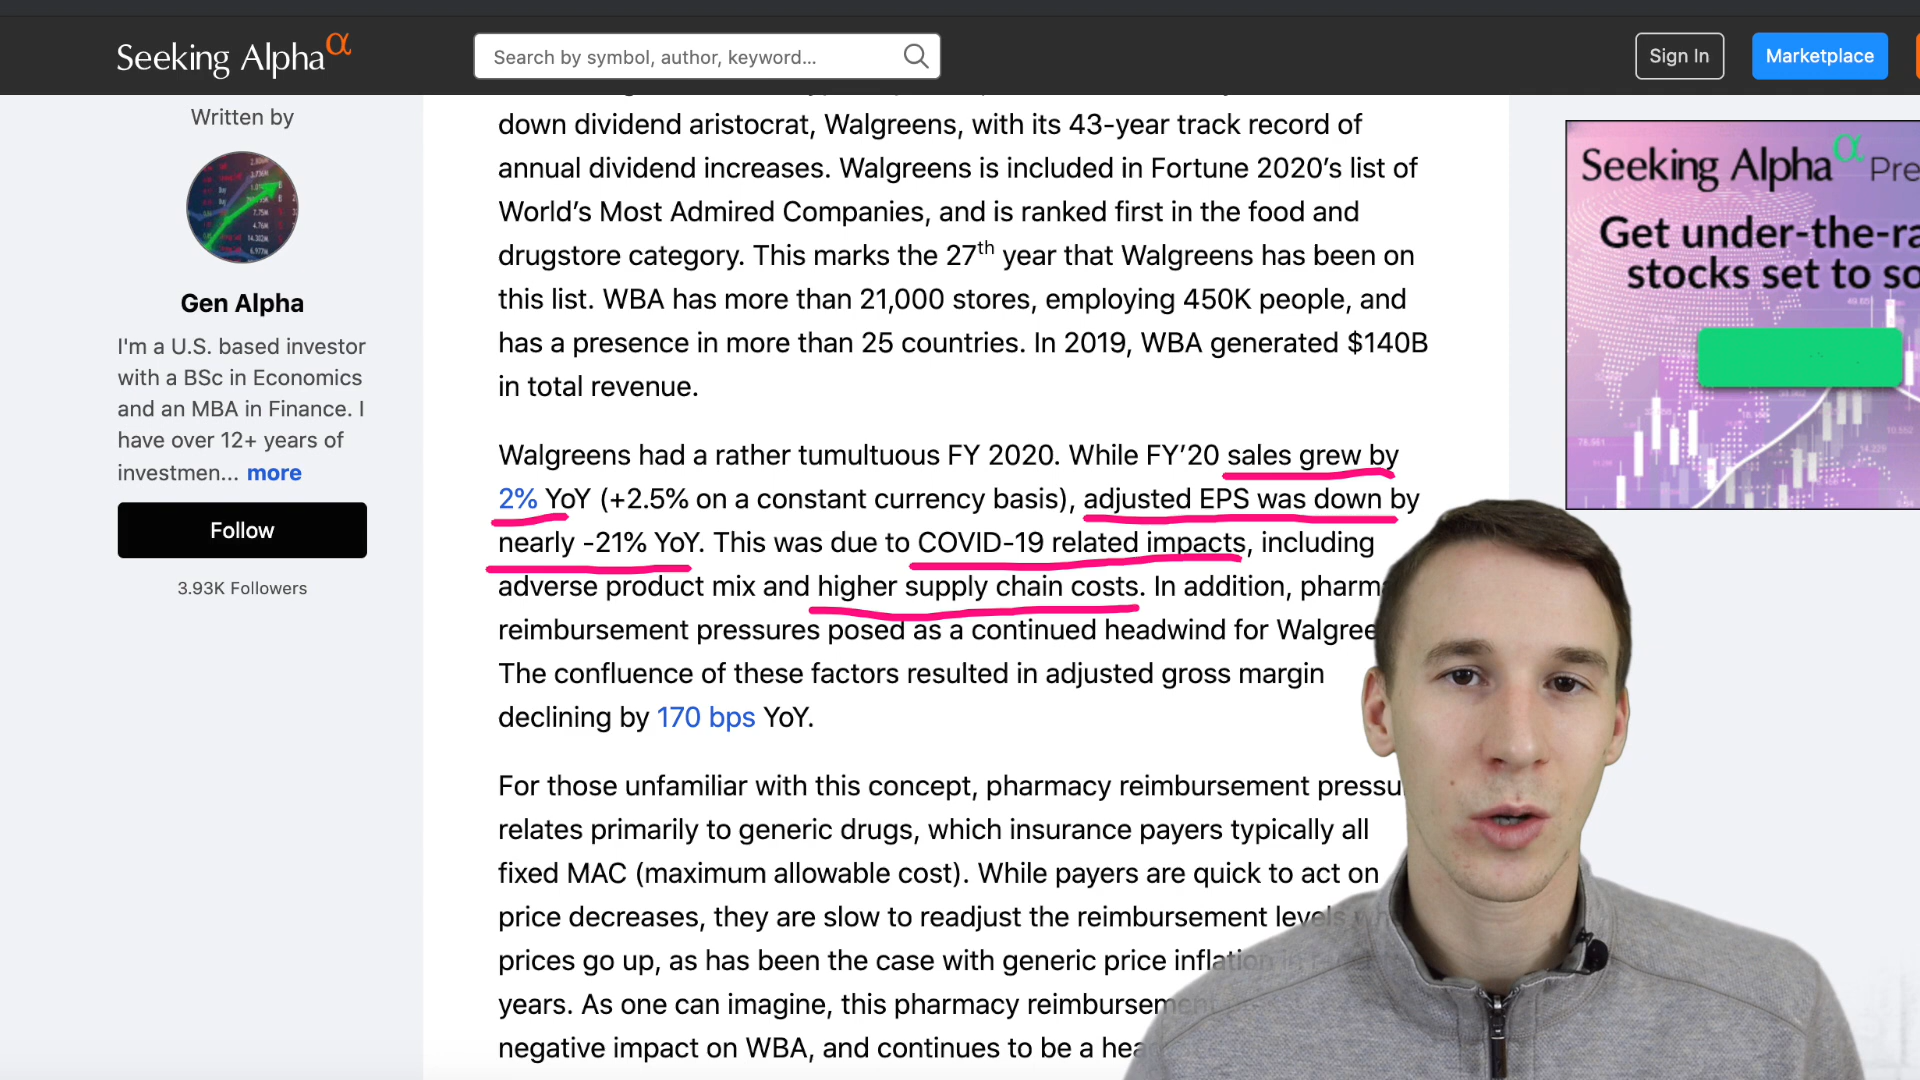 Seeking Alpha α
Search by symbol, author, keyword...
Sign In
Marketplace
Written by
Gen Alpha
I'm a U.S. based investor
with a BSc in Economics
and an MBA in Finance. I
have over 12+ years of
investmen... more
Follow
3.93K Followers
down dividend aristocrat, Walgreens, with its 43-year track record of
annual dividend increases. Walgreens is included in Fortune 2020's list of
World's Most Admired Companies, and is ranked first in the food and
drugstore category. This marks the 27th year that Walgreens has been on
this list. WBA has more than 21,000 stores, employing 450K people, and
has a presence in more than 25 countries. In 2019, WBA generated $140B
in total revenue.
Walgreens had a rather tumultuous FY 2020. While FY'20 sales grew by
2% YoY (+2.5% on a constant currency basis), adjusted EPS was down by
nearly -21% YoY. This was due to COVID-19 related impacts, including
adverse product mix and higher supply chain costs. In addition, pharm
reimbursement pressures posed as a continued headwind for Walgree
The confluence of these factors resulted in adjusted gross margin
declining by 170 bps YoY.
For those unfamiliar with this concept, pharmacy reimbursement pressu
relates primarily to generic drugs, which insurance payers typically all
fixed MAC (maximum allowable cost). While payers are quick to act on
price decreases, they are slow to readjust the reimbursement levels
prices go up, as has been the case with generic price inflation in
years. As one can imagine, this pharmacy reimbursement
negative impact on WBA, and continues to be a hea
Seeking Alpha α Pre
Get under-the-ra
stocks set to so